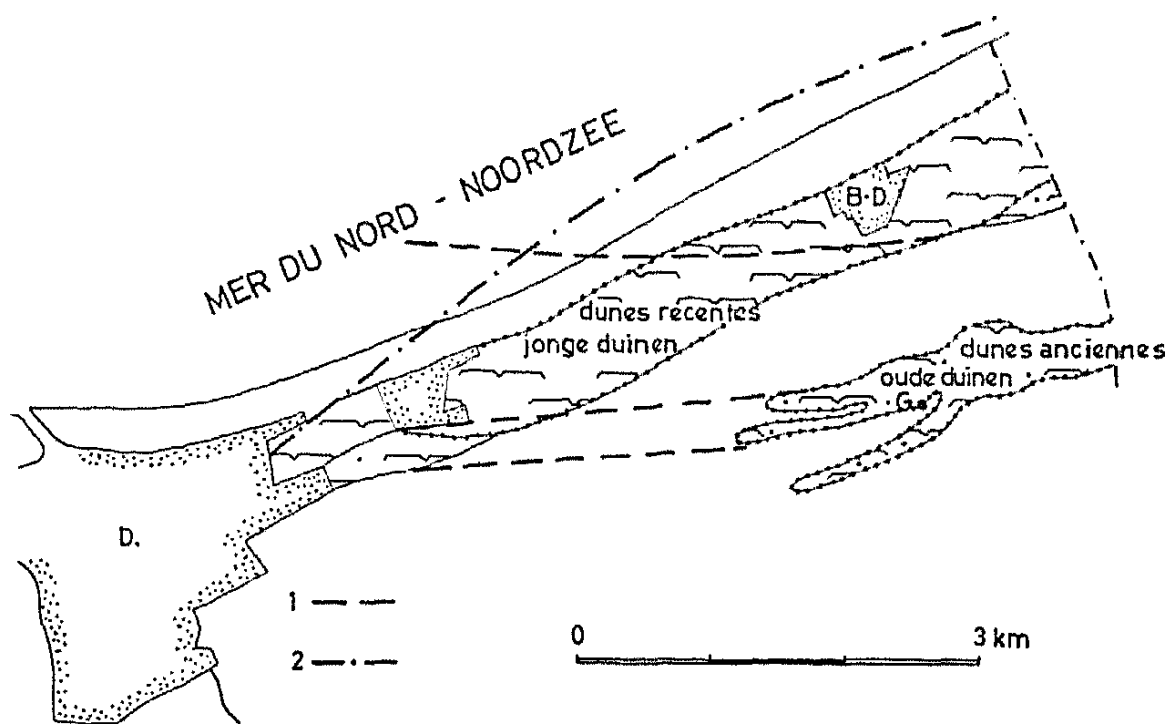 MER DU NORD - NOORDZEE
B.D.
dunes recentes
jonge duinen
dunes anciennes
oude duinen
G.
D.
1
2
0 3 km